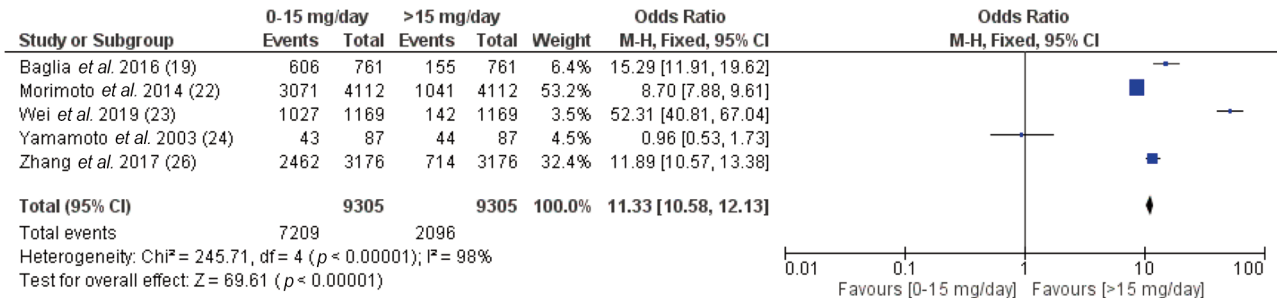 0-15 mg/day >15 mg/day Odds Ratio Odds Ratio
Study or Subgroup Events Total Events Total Weight M-H, Fixed, 95% CI M-H, Fixed, 95% CI
Baglia et al. 2016 (19) 606 761 155 761 6.4% 15.29 [11.91, 19.62]
Morimoto 2014 (22) 3071 4112 1041 4112 53.2% 8.70 [7.88, 9.61]
Wei et al. 2019 (23) 1027 1169 142 1169 3.5% 52.31 [40.81, 67.04]
Yamamoto et al. 2003 (24) 43 87 44 87 4.5% 0.96 [0.53, 1.73]
Zhang et al. 2017 (26) 2462 3176 714 3176 32.4% 11.89 [10.57, 13.38]
Total (95% CI) 9305 9305 100.0% 11.33 [10.58, 12.13]
Total events 7209 2096
Heterogeneity: Chi² = 245.71, df = 4 (p < 0.00001); I² = 98%
Test for overall effect: Z = 69.61 (p < 0.00001)
0.01 0.1 1 10 100
Favours [0-15 mg/day] Favours [>15 mg/day]